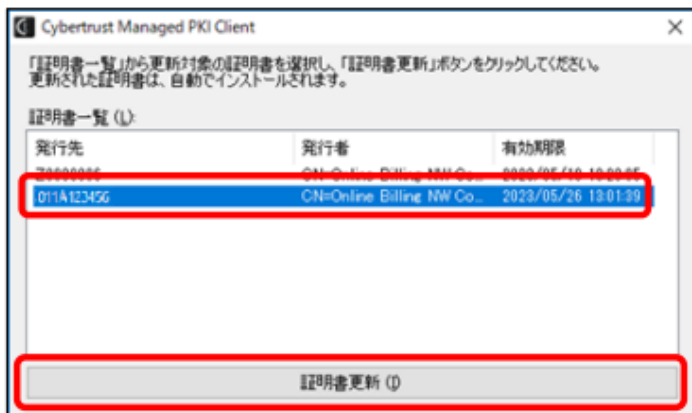 Cybertrust Managed PKI Client
「証明書一覧」から更新対象の証明書を選択し、「証明書更新」ボタンをクリックしてください。
更新された証明書は、自動でインストールされます。
証明書一覧 (L):
発行先 発行者 有効期限
CN=Online Billing NW Co...
011A123456 CN=Online Billing NW Co... 2023/05/26 13:01:39
証明書更新 (I)